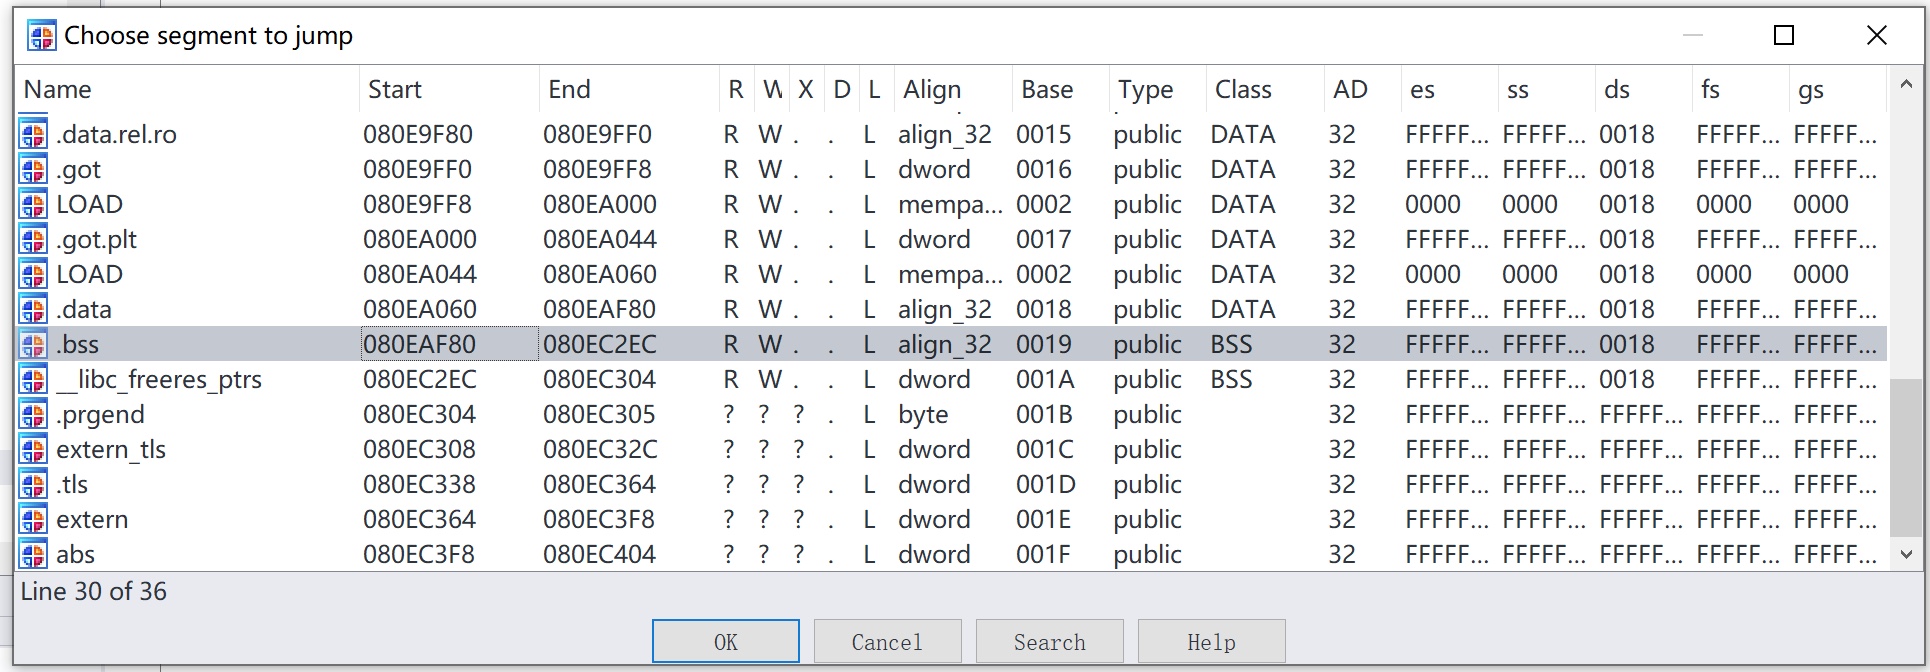 Choose segment to jump
Name Start End R W X D L Align Base Type Class AD es ss ds fs gs
.data.rel.ro 080E9F80 080E9FF0 R W . . L align_32 0015 public DATA 32 FFFFF... FFFFF... 0018 FFFFF... FFFFF...
.got 080E9FF0 080E9FF8 R W . . L dword 0016 public DATA 32 FFFFF... FFFFF... 0018 FFFFF... FFFFF...
LOAD 080E9FF8 080EA000 R W . . L mempa... 0002 public DATA 32 0000 0000 0018 0000 0000
.got.plt 080EA000 080EA044 R W . . L dword 0017 public DATA 32 FFFFF... FFFFF... 0018 FFFFF... FFFFF...
LOAD 080EA044 080EA060 R W . . L mempa... 0002 public DATA 32 0000 0000 0018 0000 0000
.data 080EA060 080EAF80 R W . . L align_32 0018 public DATA 32 FFFFF... FFFFF... 0018 FFFFF... FFFFF...
.bss 080EAF80 080EC2EC R W . . L align_32 0019 public BSS 32 FFFFF... FFFFF... 0018 FFFFF... FFFFF...
__libc_freeres_ptrs 080EC2EC 080EC304 R W . . L dword 001A public BSS 32 FFFFF... FFFFF... 0018 FFFFF... FFFFF...
.prgend 080EC304 080EC305 ? ? ? . L byte 001B public 32 FFFFF... FFFFF... FFFFF... FFFFF... FFFFF...
extern_tls 080EC308 080EC32C ? ? ? . L dword 001C public 32 FFFFF... FFFFF... FFFFF... FFFFF... FFFFF...
.tls 080EC338 080EC364 ? ? ? . L dword 001D public 32 FFFFF... FFFFF... FFFFF... FFFFF... FFFFF...
extern 080EC364 080EC3F8 ? ? ? . L dword 001E public 32 FFFFF... FFFFF... FFFFF... FFFFF... FFFFF...
abs 080EC3F8 080EC404 ? ? ? . L dword 001F public 32 FFFFF... FFFFF... FFFFF... FFFFF... FFFFF...
Line 30 of 36
OK Cancel Search Help